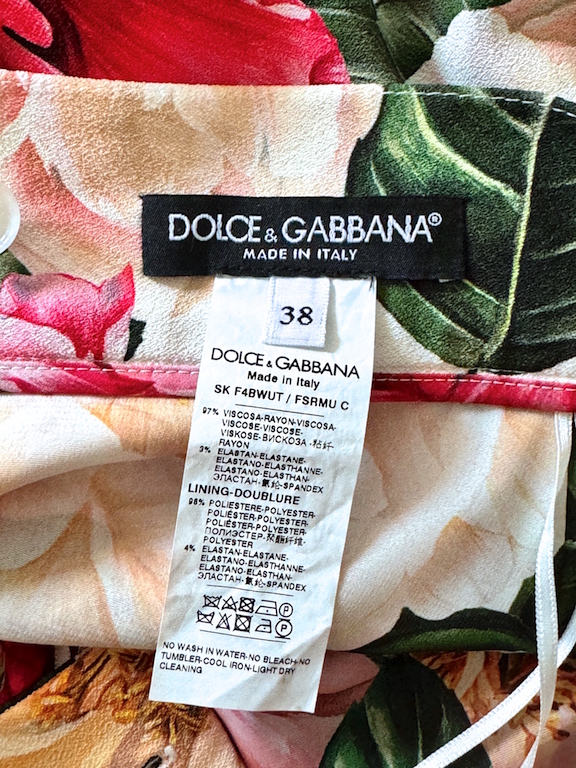 DOLCE & GABBANA®
MADE IN ITALY
38
DOLCE & GABBANA
Made in Italy
SK F4BWUT / FSRMU C
97% VISCOSA-RAYON-VISCOSA-
VISCOSE-VISCOSE-
VISKOSE-ВИСКОЗА-粘纤
RAYON
3% ELASTAN-ELASTANE-
ELASTANO-ELASTHANNE-
ELASTANO-ELASTHAN-
ЭЛАСТАН-氨纶-SPANDEX
LINING-DOUBLURE
96% POLIESTERE-POLYESTER-
POLIÉSTER-POLYESTER-
POLIÉSTER-POLYESTER-
ПОЛИЭСТЕР-聚酯纤维-
POLYESTER
4% ELASTAN-ELASTANE-
ELASTANO-ELASTHANNE-
ELASTANO-ELASTHAN-
ЭЛАСТАН-氨纶-SPANDEX
P
P
NO WASH IN WATER-NO BLEACH-NO
TUMBLER-COOL IRON-LIGHT DRY
CLEANING